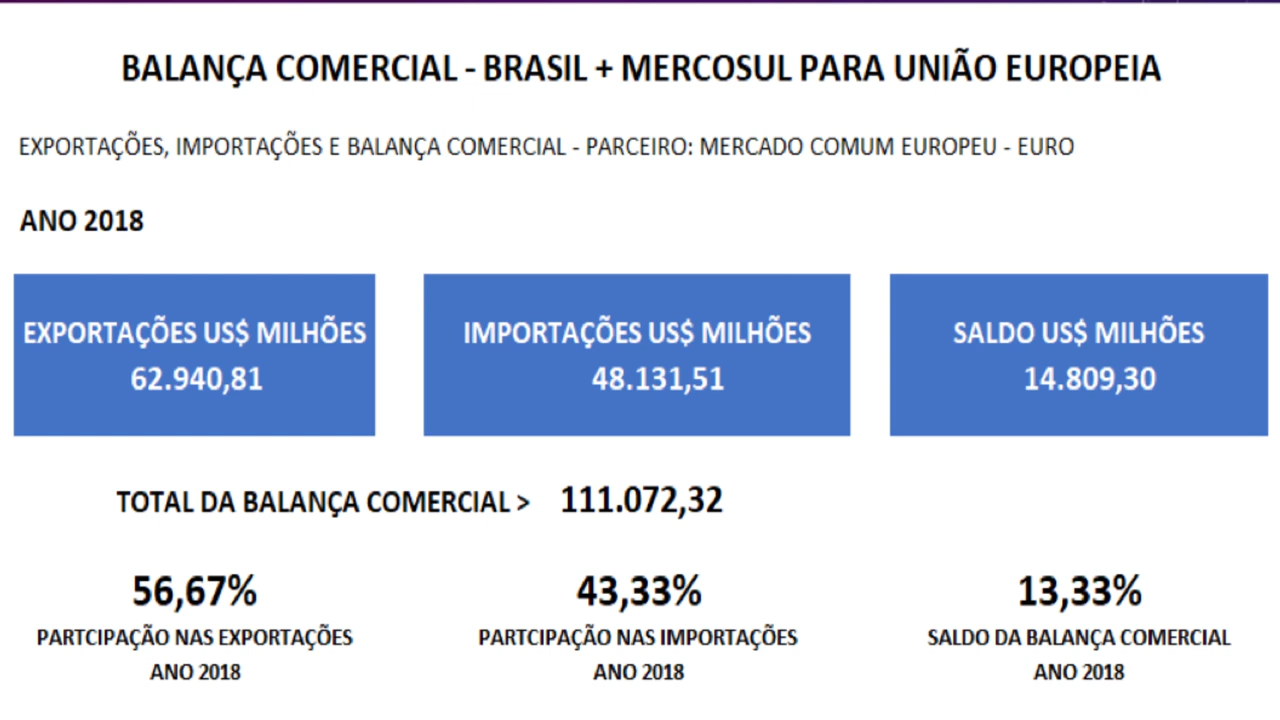 BALANÇA COMERCIAL - BRASIL + MERCOSUL PARA UNIÃO EUROPEIA
EXPORTAÇÕES, IMPORTAÇÕES E BALANÇA COMERCIAL - PARCEIRO: MERCADO COMUM EUROPEU - EURO
ANO 2018
EXPORTAÇÕES US$ MILHÕES
62.940,81
IMPORTAÇÕES US$ MILHÕES
48.131,51
SALDO US$ MILHÕES
14.809,30
TOTAL DA BALANÇA COMERCIAL > 111.072,32
56,67%
PARTCIPAÇÃO NAS EXPORTAÇÕES
ANO 2018
43,33%
PARTCIPAÇÃO NAS IMPORTAÇÕES
ANO 2018
13,33%
SALDO DA BALANÇA COMERCIAL
ANO 2018